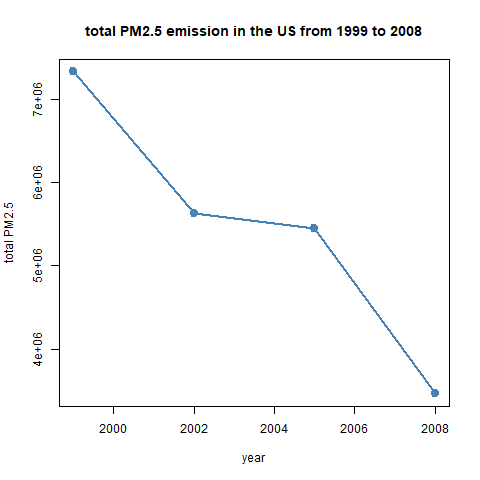 total PM2.5 emission in the US from 1999 to 2008
7e+06
6e+06
5e+06
4e+06
total PM2.5
2000 2002 2004 2006 2008
year